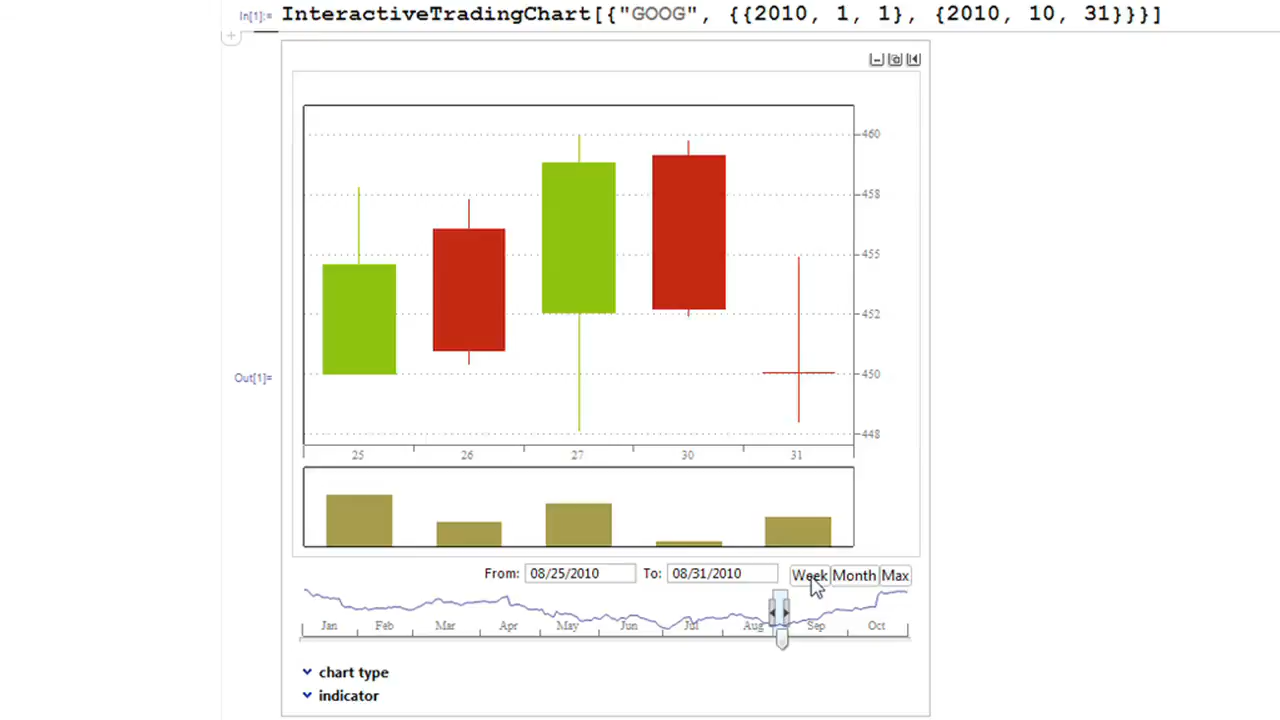 In[1]:= InteractiveTradingChart[{"GOOG", {{2010, 1, 1}, {2010, 10, 31}}}]
460
458
455
452
Out[1]= 450
448
25 26 27 30 31
From: 08/25/2010 To: 08/31/2010 Week Month Max
Jan Feb Mar Apr May Jun Jul Aug Sep Oct
chart type
indicator